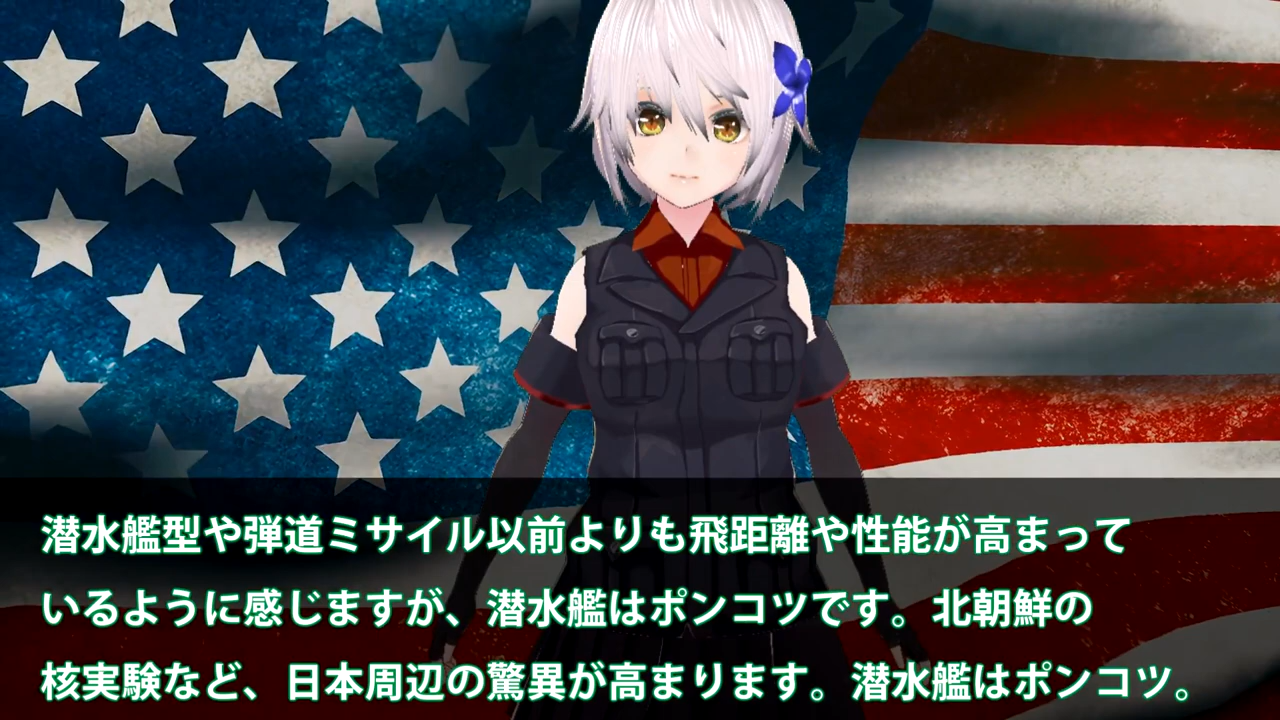 潜水艦型や弾道ミサイル以前よりも飛距離や性能が高まって
いるように感じますが、潜水艦はポンコツです。北朝鮮の
核実験など、日本周辺の驚異が高まります。潜水艦はポンコツ。